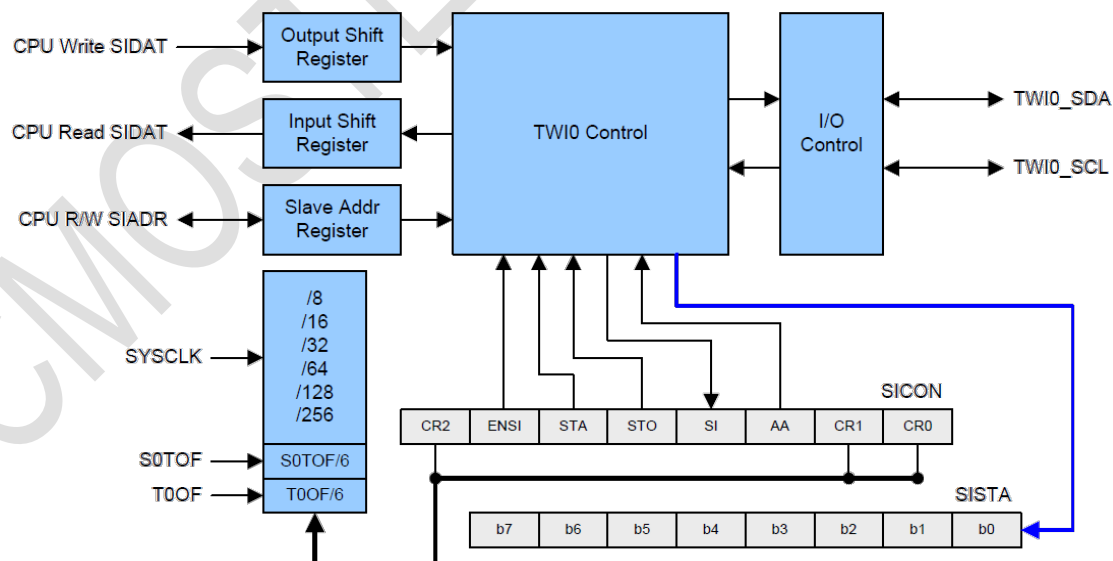 CPU Write SIDAT
Output Shift
Register
CPU Read SIDAT
Input Shift
Register
CPU R/W SIADR
Slave Addr
Register
TWI0 Control
I/O
Control
TWI0_SDA
TWI0_SCL
SYSCLK
/8
/16
/32
/64
/128
/256
S0TOF
S0TOF/6
T0OF
T0OF/6
SICON
CR2 ENSI STA STO SI AA CR1 CR0
SISTA
b7 b6 b5 b4 b3 b2 b1 b0